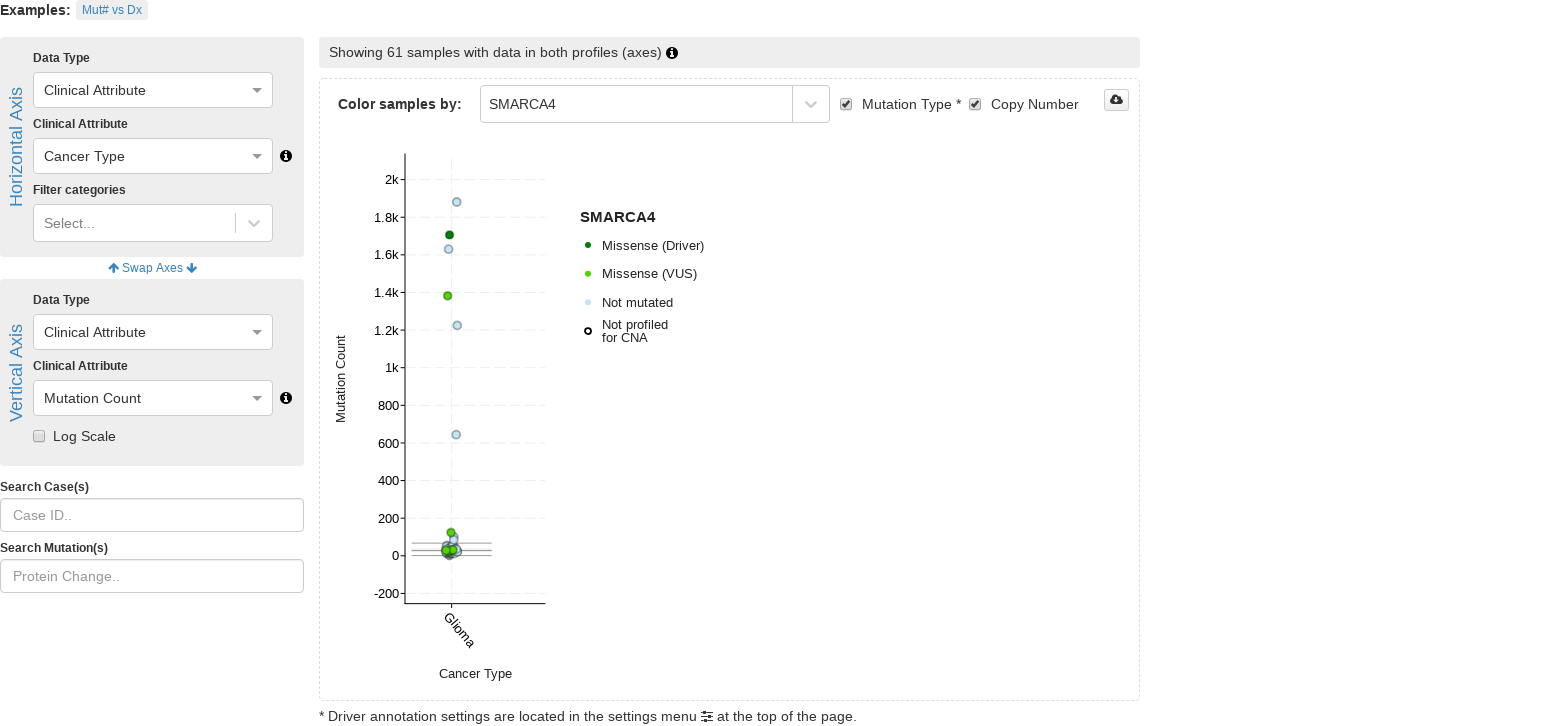 Examples: Mut# vs Dx
Horizontal Axis
Data Type
Clinical Attribute
Clinical Attribute
Cancer Type
Filter categories
Select...
Swap Axes
Vertical Axis
Data Type
Clinical Attribute
Clinical Attribute
Mutation Count
Log Scale
Search Case(s)
Case ID..
Search Mutation(s)
Protein Change..
Showing 61 samples with data in both profiles (axes)
Color samples by: SMARCA4 Mutation Type * Copy Number
Mutation Count
2k
1.8k
1.6k
1.4k
1.2k
1k
800
600
400
200
0
-200
Glioma
Cancer Type
SMARCA4
Missense (Driver)
Missense (VUS)
Not mutated
Not profiled
for CNA
* Driver annotation settings are located in the settings menu at the top of the page.